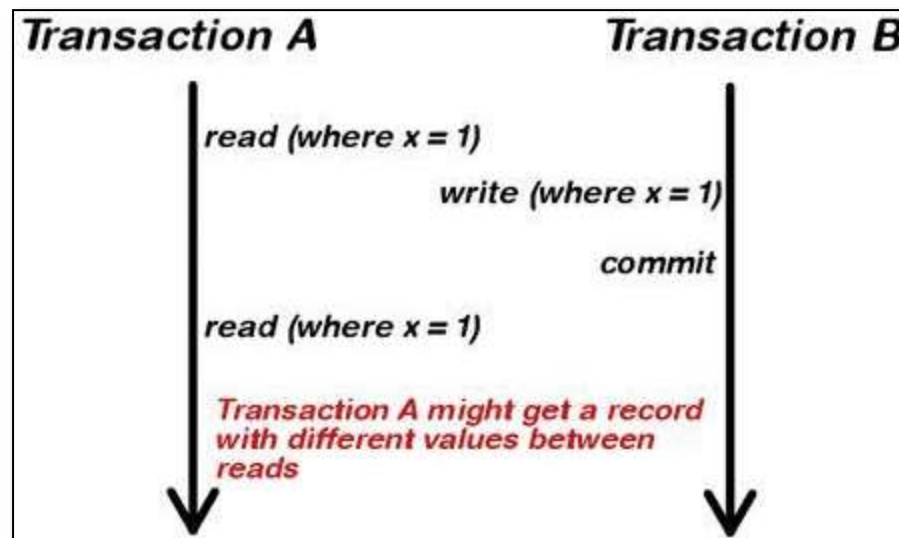 Transaction A
Transaction B
read (where x = 1)
write (where x = 1)
commit
read (where x = 1)
Transaction A might get a record
with different values between
reads